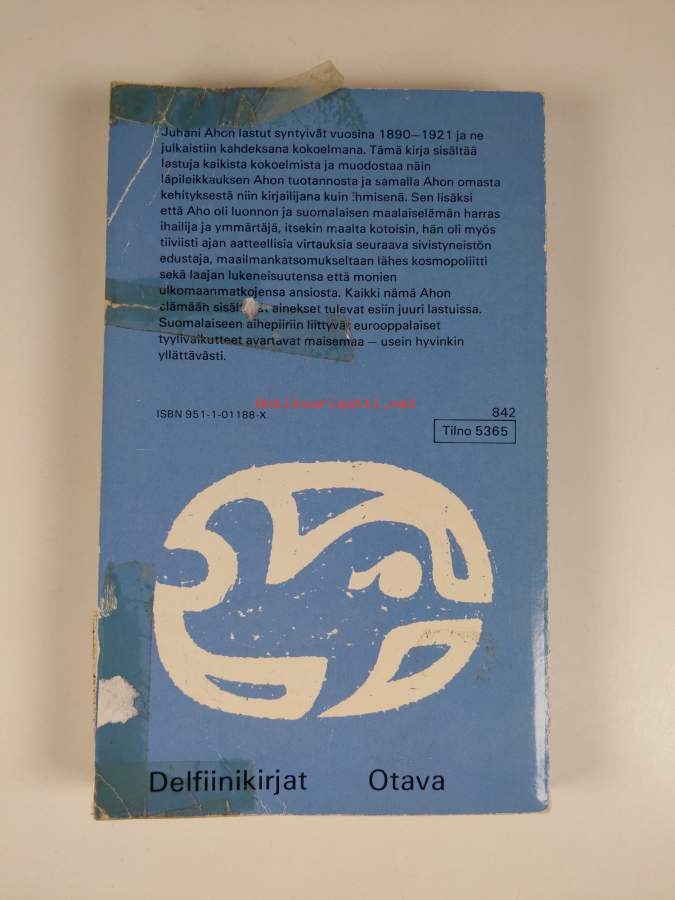 Juhani Ahon lastut syntyivät vuosina 1890—1921 ja ne
julkaistiin kahdeksana kokoelmana. Tämä kirja sisältää
lastuja kaikista kokoelmista ja muodostaa näin
läpileikkauksen Ahon tuotannosta ja samalla Ahon omasta
kehityksestä niin kirjailijana kuin ihmisenä. Sen lisäksi
että Aho oli luonnon ja suomalaisen maalaiselämän harras
ihailija ja ymmärtäjä, itsekin maalta kotoisin, hän oli myös
tiiviisti ajan aatteellisia virtauksia seuraava sivistyneistön
edustaja, maailmankatsomukseltaan lähes kosmopoliitti
sekä laajan lukeneisuutensa että monien
ulkomaanmatkojensa ansiosta. Kaikki nämä Ahon
elämään ainekset tulevat esiin juuri lastuissa.
Suomalaiseen aihepiiriin liittyvät eurooppalaiset
tyylivaikutteet avartavat maisemaa — usein hyvinkin
yllättävästi.
Antikvariaatti.net
ISBN 951-1-01188-X 842
Tilno 5365
Delfiinikirjat Otava